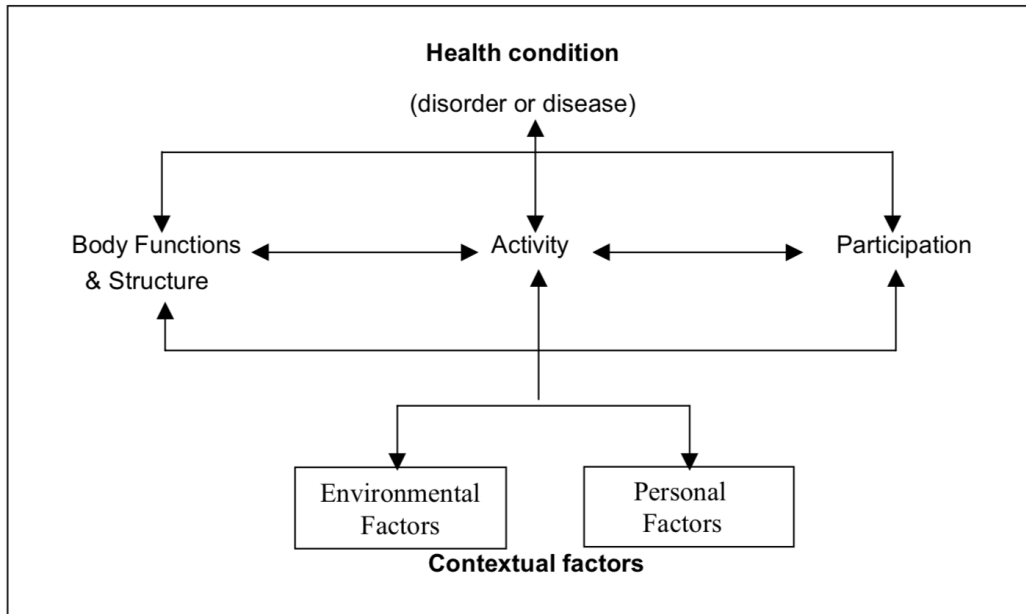 Health condition
(disorder or disease)
Body Functions
& Structure
Activity
Participation
Environmental
Factors
Personal
Factors
Contextual factors